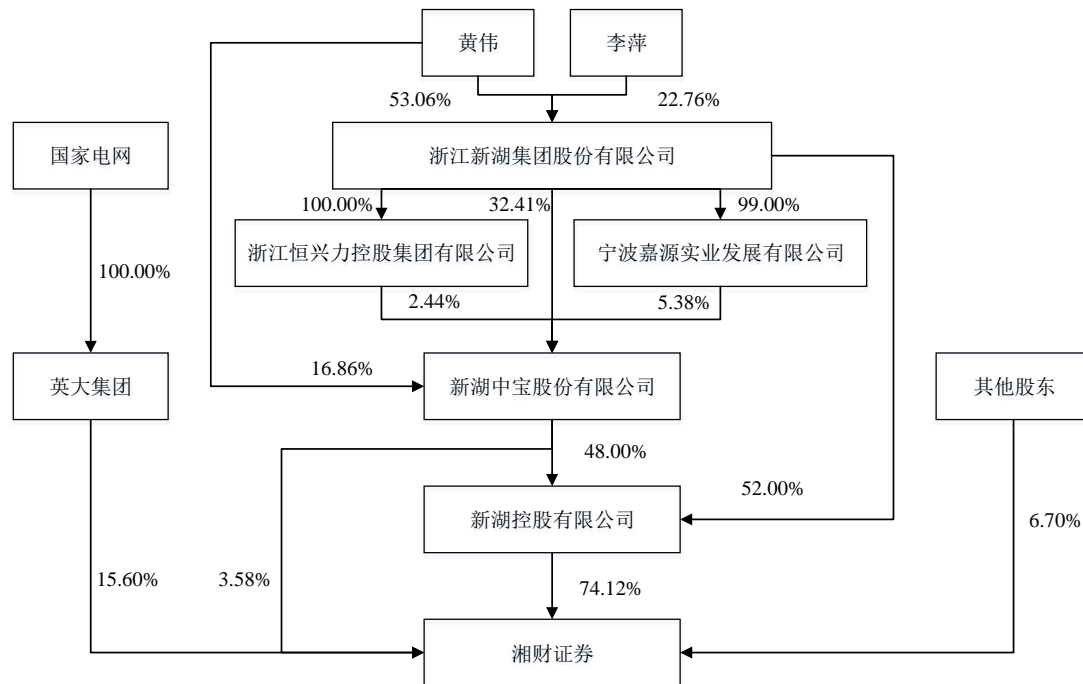 黄伟
李萍
53.06%
22.76%
国家电网
浙江新湖集团股份有限公司
100.00%
32.41%
99.00%
浙江恒兴力控股集团有限公司
宁波嘉源实业发展有限公司
100.00%
2.44%
5.38%
英大集团
16.86%
新湖中宝股份有限公司
其他股东
48.00%
新湖控股有限公司
52.00%
6.70%
15.60%
3.58%
74.12%
湘财证券